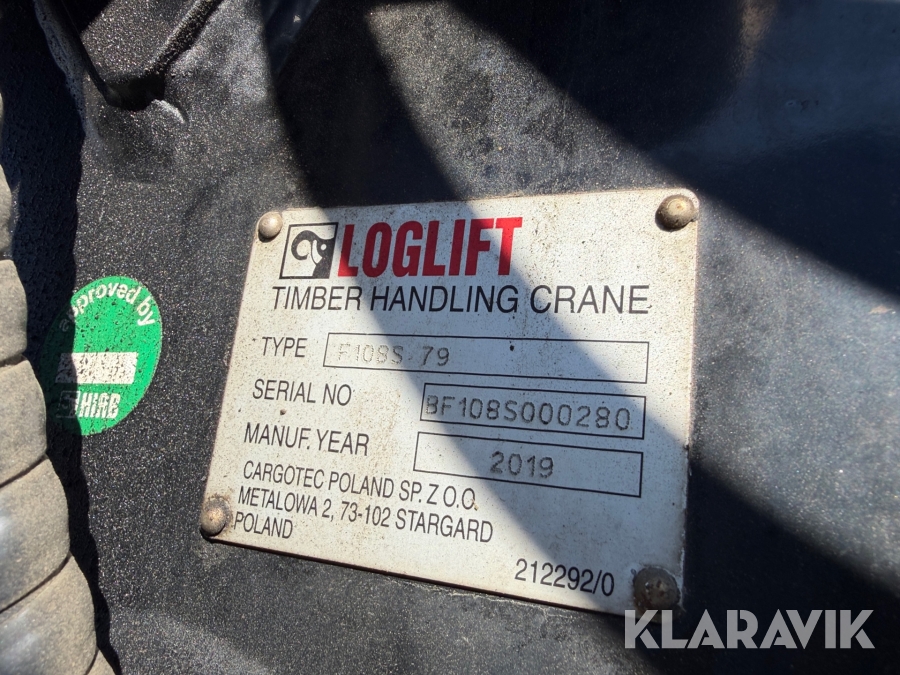 LOGLIFT
TIMBER HANDLING CRANE
TYPE F108S 79
SERIAL NO BF108S000280
MANUF. YEAR 2019
CARGOTEC POLAND SP. Z O.O.
METALOWA 2, 73-102 STARGARD
POLAND
212292/0
approved by
HIAB
KLARAVIK